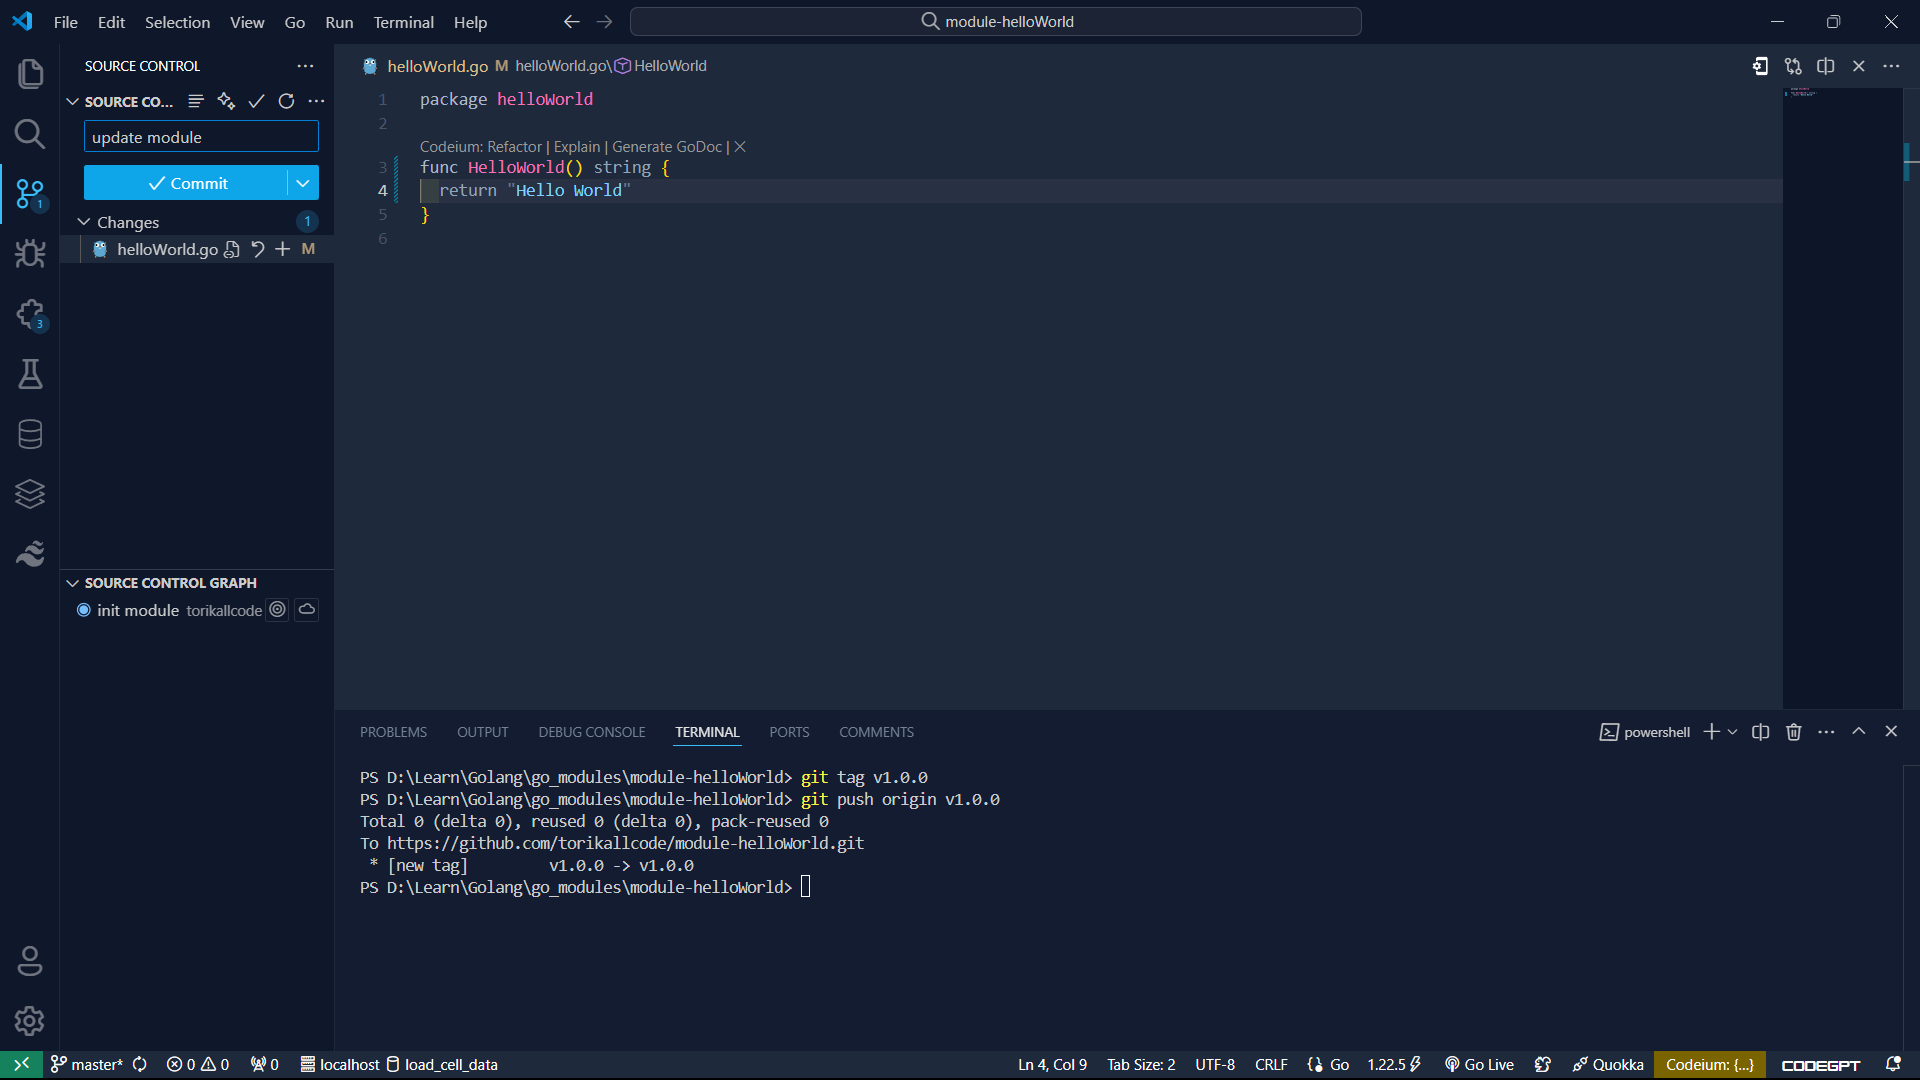 File Edit Selection View Go Run Terminal Help
module-helloWorld
SOURCE CONTROL
SOURCE CO...
update module
Commit
Changes 1
helloWorld.go M
1
3
SOURCE CONTROL GRAPH
init module torikallcode
helloWorld.go M helloWorld.go\HelloWorld
1 package helloWorld
2
Codeium: Refactor | Explain | Generate GoDoc |
3 func HelloWorld() string {
4 return "Hello World"
5 }
6
PROBLEMS OUTPUT DEBUG CONSOLE TERMINAL PORTS COMMENTS
powershell
PS D:\Learn\Golang\go_modules\module-helloWorld> git tag v1.0.0
PS D:\Learn\Golang\go_modules\module-helloWorld> git push origin v1.0.0
Total 0 (delta 0), reused 0 (delta 0), pack-reused 0
To https://github.com/torikallcode/module-helloWorld.git
* [new tag] v1.0.0 -> v1.0.0
PS D:\Learn\Golang\go_modules\module-helloWorld>
master* 0 0 0 localhost load_cell_data
Ln 4, Col 9 Tab Size: 2 UTF-8 CRLF Go 1.22.5 Go Live Quokka Codeium: {...} CODEGPT